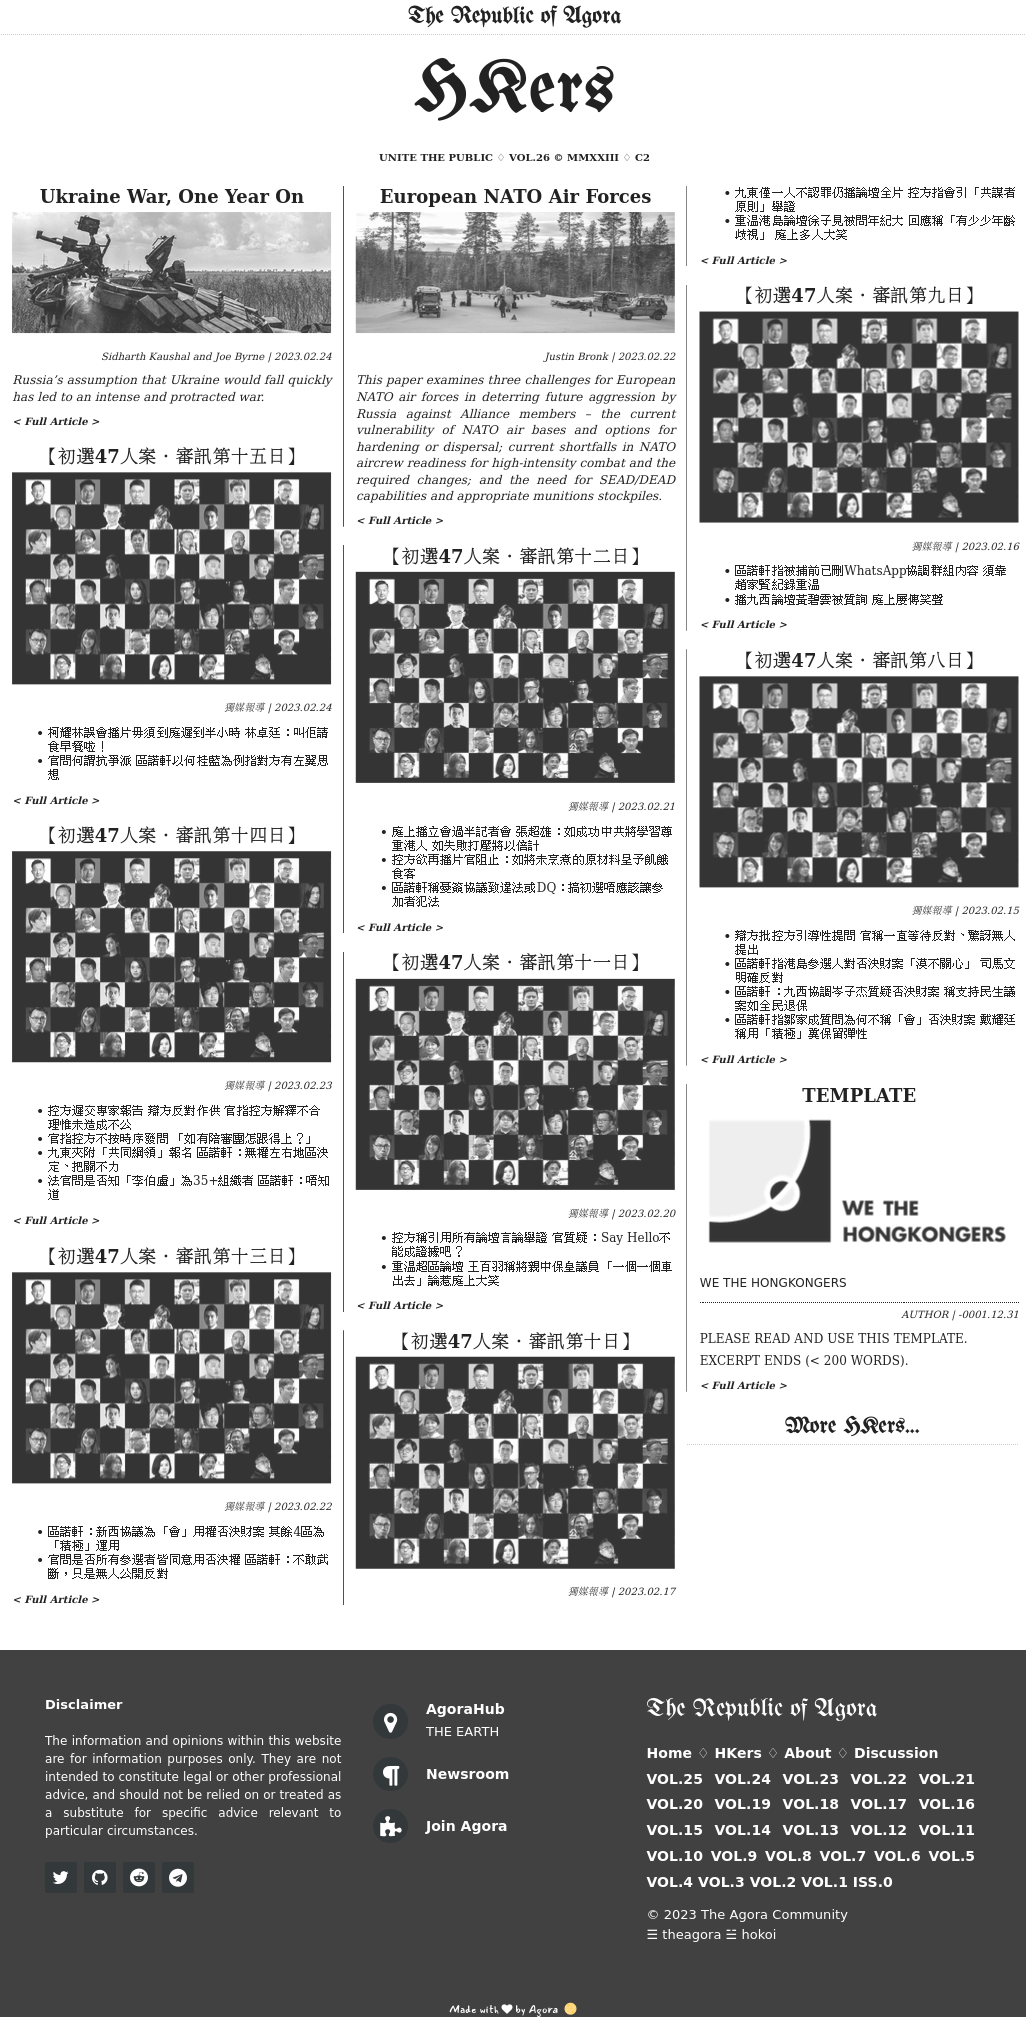 The Republic of Agora
HKers
UNITE THE PUBLIC ♢ VOL.26 © MMXXIII ♢ C2
Ukraine War, One Year On
Sidharth Kaushal and Joe Byrne | 2023.02.24
Russia’s assumption that Ukraine would fall quickly
has led to an intense and protracted war.
< Full Article >
【初選47人案・審訊第十五日】
獨媒報導 | 2023.02.24
• 柯耀林誤會播片毋須到庭遲到半小時 林卓廷：叫佢請
食早餐啦！
• 官問何謂抗爭派 區諾軒以何桂藍為例指對方有左翼思
想
< Full Article >
【初選47人案・審訊第十四日】
獨媒報導 | 2023.02.23
• 控方遲交專家報告 辯方反對作供 官指控方解釋不合
理惟未造成不公
• 官指控方不按時序發問 「如有陪審團怎跟得上？」
• 九東夾附「共同綱領」報名 區諾軒：無權左右地區決
定、把關不力
• 法官問是否知「李伯盧」為35+組織者 區諾軒：唔知
道
< Full Article >
【初選47人案・審訊第十三日】
獨媒報導 | 2023.02.22
• 區諾軒：新西協議為「會」用權否決財案 其餘4區為
「積極」運用
• 官問是否所有參選者皆同意用否決權 區諾軒：不敢武
斷，只是無人公開反對
< Full Article >
European NATO Air Forces
Justin Bronk | 2023.02.22
This paper examines three challenges for European
NATO air forces in deterring future aggression by
Russia against Alliance members – the current
vulnerability of NATO air bases and options for
hardening or dispersal; current shortfalls in NATO
aircrew readiness for high-intensity combat and the
required changes; and the need for SEAD/DEAD
capabilities and appropriate munitions stockpiles.
< Full Article >
【初選47人案・審訊第十二日】
獨媒報導 | 2023.02.21
• 庭上播立會過半記者會 張超雄：如成功中共將學習尊
重港人 如失敗打壓將以倍計
• 控方欲再播片官阻止：如將未烹煮的原材料呈予飢餓
食客
• 區諾軒稱憂簽協議致違法或DQ：搞初選唔應該讓參
加者犯法
< Full Article >
【初選47人案・審訊第十一日】
獨媒報導 | 2023.02.20
• 控方稱引用所有論壇言論舉證 官質疑：Say Hello不
能成證據吧？
• 重溫超區論壇 王百羽稱將親中保皇議員「一個一個車
出去」論惹庭上大笑
< Full Article >
【初選47人案・審訊第十日】
獨媒報導 | 2023.02.17
• 九東僅一人不認罪仍播論壇全片 控方指會引「共謀者
原則」舉證
• 重溫港島論壇徐子見被問年紀大 回應稱「有少少年齡
歧視」 庭上多人大笑
< Full Article >
【初選47人案・審訊第九日】
獨媒報導 | 2023.02.16
• 區諾軒指被捕前已刪WhatsApp協調群組內容 須靠
趙家賢紀錄重溫
• 播九西論壇黃碧雲被質詢 庭上屢傳笑聲
< Full Article >
【初選47人案・審訊第八日】
獨媒報導 | 2023.02.15
• 辯方批控方引導性提問 官稱一直等待反對、驚訝無人
提出
• 區諾軒指港島參選人對否決財案「漠不關心」 司馬文
明確反對
• 區諾軒：九西協調岑子杰質疑否決財案 稱支持民生議
案如全民退保
• 區諾軒指鄒家成質問為何不稱「會」否決財案 戴耀廷
稱用「積極」冀保留彈性
< Full Article >
TEMPLATE
WE THE
HONGKONGERS
WE THE HONGKONGERS
AUTHOR | -0001.12.31
PLEASE READ AND USE THIS TEMPLATE.
EXCERPT ENDS (< 200 WORDS).
< Full Article >
More HKers...
Disclaimer
The information and opinions within this website
are for information purposes only. They are not
intended to constitute legal or other professional
advice, and should not be relied on or treated as
a substitute for specific advice relevant to
particular circumstances.
AgoraHub
THE EARTH
Newsroom
Join Agora
The Republic of Agora
Home ♢ HKers ♢ About ♢ Discussion
VOL.25 VOL.24 VOL.23 VOL.22 VOL.21
VOL.20 VOL.19 VOL.18 VOL.17 VOL.16
VOL.15 VOL.14 VOL.13 VOL.12 VOL.11
VOL.10 VOL.9 VOL.8 VOL.7 VOL.6 VOL.5
VOL.4 VOL.3 VOL.2 VOL.1 ISS.0
© 2023 The Agora Community
☰ theagora ☱ hokoi
Made with ♥ by Agora